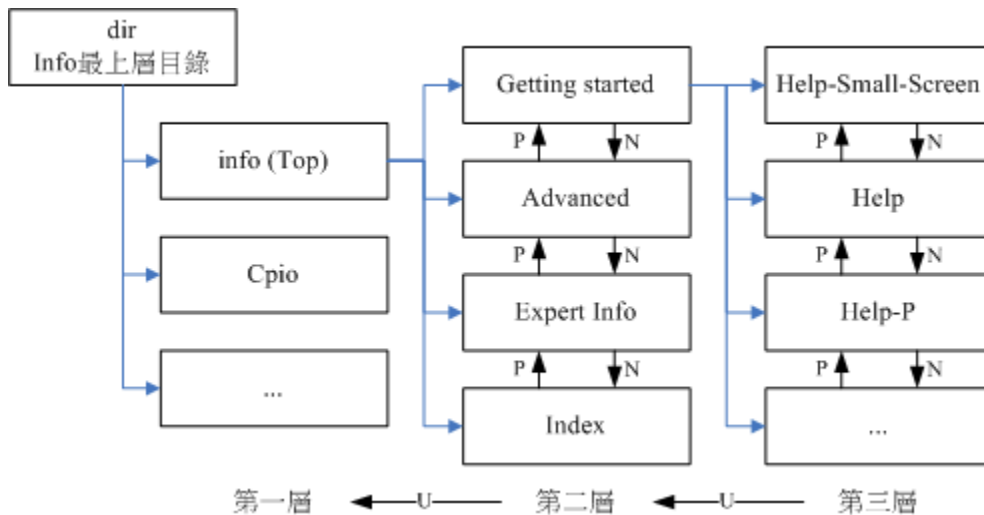 dir
Info最上層目錄
info (Top)
Cpio
...
Getting started
P
N
Advanced
P
N
Expert Info
P
N
Index
Help-Small-Screen
P
N
Help
P
N
Help-P
P
N
...
第一層
U
第二層
U
第三層